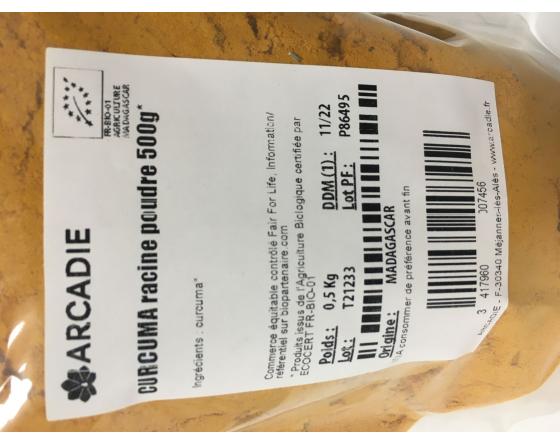 FR-BIO-01
AGRICULTURE
MADAGASCAR
ARCADIE
CURCUMA racine poudre 500g*
Ingrédients : curcuma*
Commerce équitable contrôlé Fair For Life, Information/
référentiel sur biopartenaire.com
* Produits issus de l'Agriculture Biologique certifiée par
ECOCERT FR-BIO-01
Poids : 0,5 Kg DDM(1) : 11/22
Lot : T21233 Lot PF : P86495
Origine : MADAGASCAR
A consommer de préférence avant fin
3 417960 007456
ARCADIE - F-30340 Méjannes-lès-Alès - www.arcadie.fr